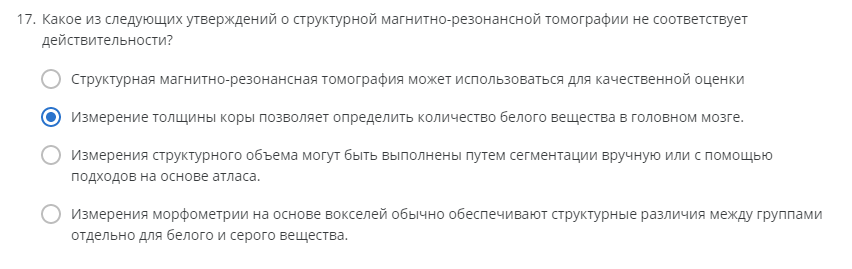 17. Какое из следующих утверждений о структурной магнитно-резонансной томографии не соответствует
действительности?
Структурная магнитно-резонансная томография может использоваться для качественной оценки
Измерение толщины коры позволяет определить количество белого вещества в головном мозге.
Измерения структурного объема могут быть выполнены путем сегментации вручную или с помощью
подходов на основе атласа.
Измерения морфометрии на основе вокселей обычно обеспечивают структурные различия между группами
отдельно для белого и серого вещества.